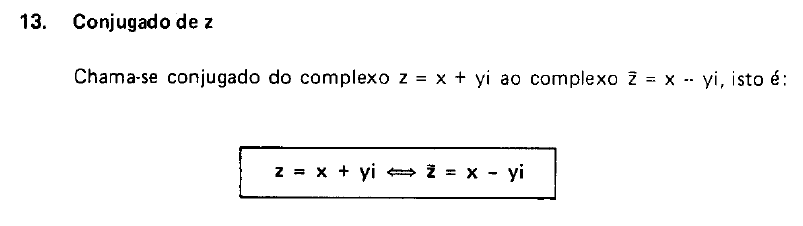 13. Conjugado de z
Chama-se conjugado do complexo z = x + yi ao complexo z̄ = x - yi, isto é:
z = x + yi ⟺ z̄ = x - yi